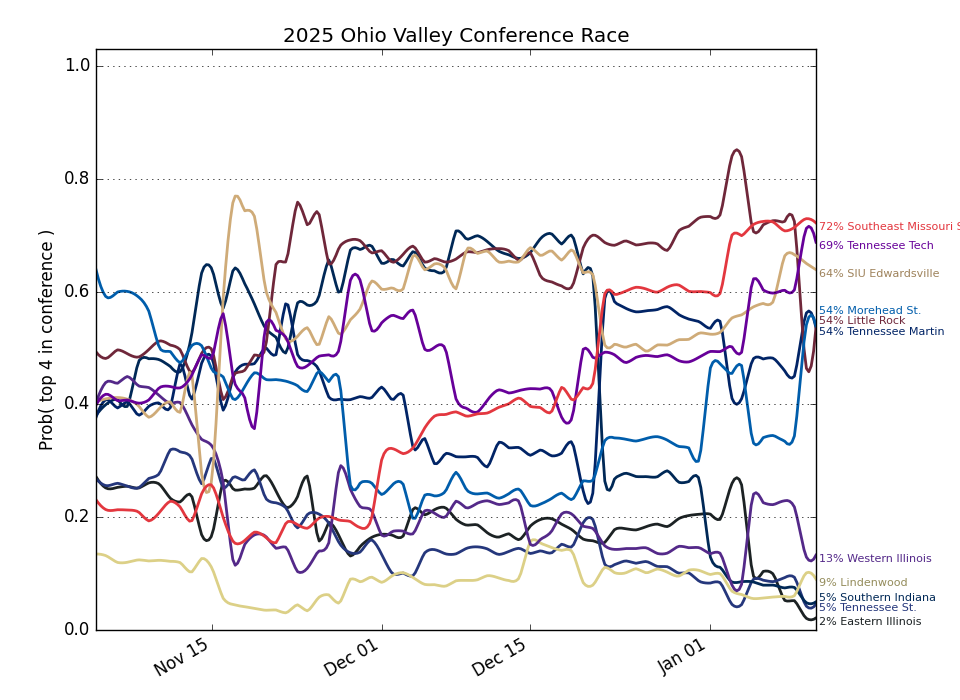 2025 Ohio Valley Conference Race
1.0
0.8
0.6
0.4
0.2
0.0
Prob( top 4 in conference )
Nov 15
Dec 01
Dec 15
Jan 01
72% Southeast Missouri S
69% Tennessee Tech
64% SIU Edwardsville
54% Morehead St.
54% Little Rock
54% Tennessee Martin
13% Western Illinois
9% Lindenwood
5% Southern Indiana
5% Tennessee St.
2% Eastern Illinois